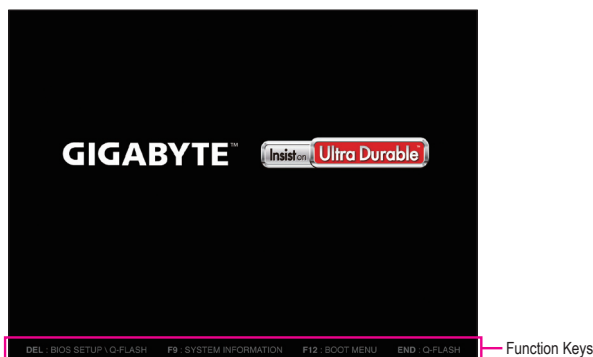 GIGABYTE™ Insist on Ultra Durable™
DEL : BIOS SETUP \ Q-FLASH F9 : SYSTEM INFORMATION F12 : BOOT MENU END : Q-FLASH
Function Keys